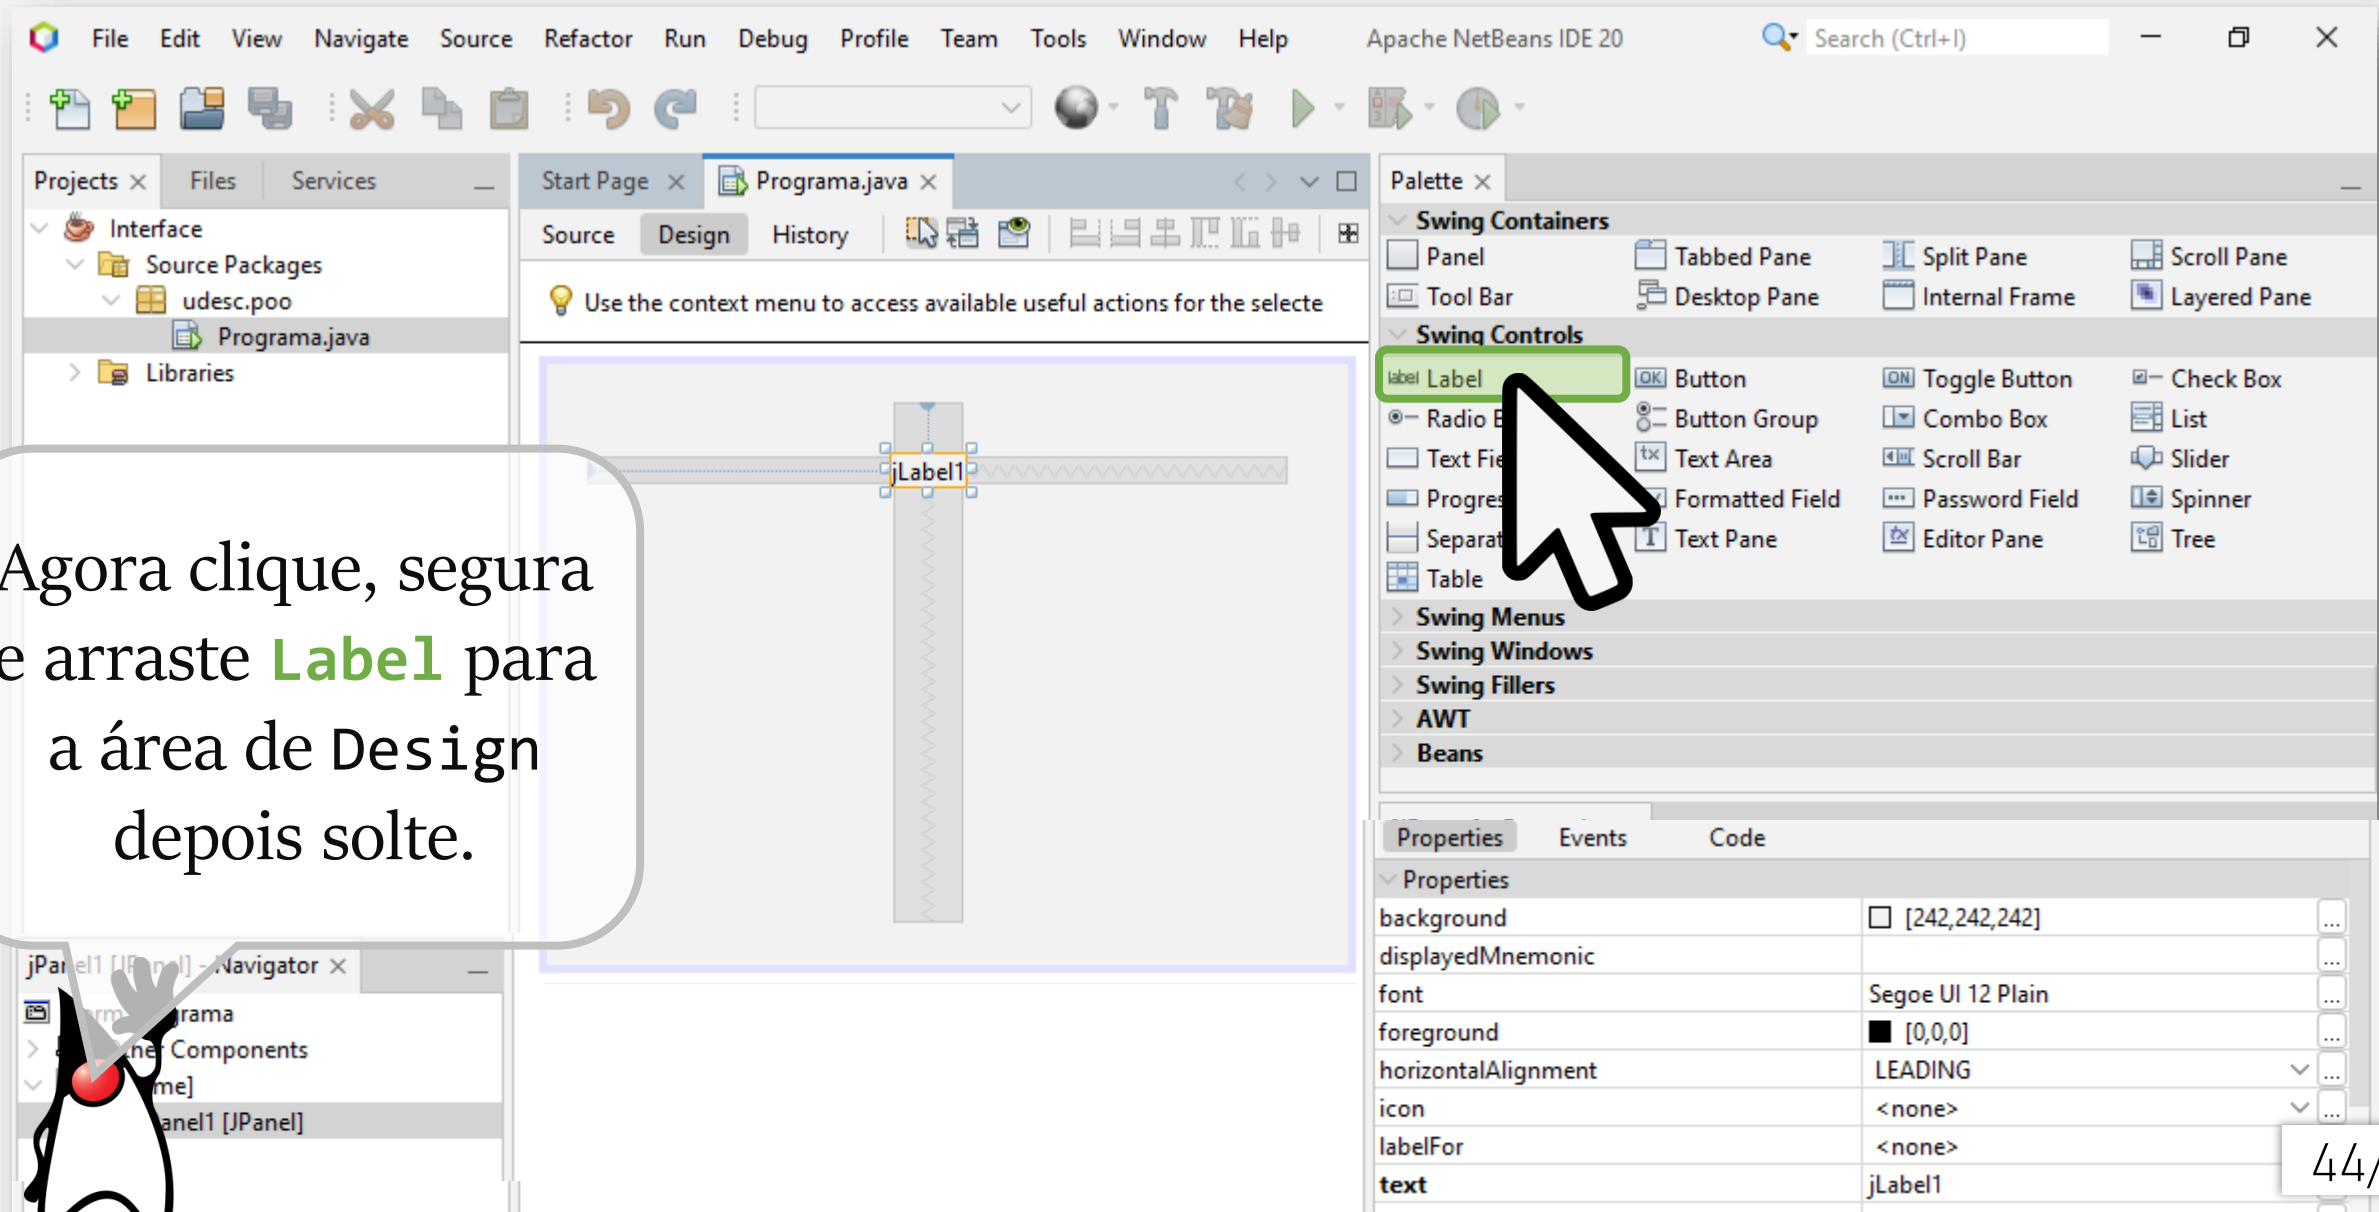 File Edit View Navigate Source Refactor Run Debug Profile Team Tools Window Help Apache NetBeans IDE 20 Search (Ctrl+I)
Projects Files Services
Interface
Source Packages
udesc.poo
Programa.java
Libraries
Start Page Programa.java
Source Design History
Use the context menu to access available useful actions for the selecte
jLabel1
Agora clique, segura
e arraste Label para
a área de Design
depois solte.
Navigator
Components
[JPanel]
Palette
Swing Containers
Panel Tabbed Pane Split Pane Scroll Pane
Tool Bar Desktop Pane Internal Frame Layered Pane
Swing Controls
label Label OK Button ON Toggle Button Check Box
Radio Button Group Combo Box List
Text Text Area Scroll Bar Slider
Formatted Field Password Field Spinner
Text Pane Editor Pane Tree
Table
Swing Menus
Swing Windows
Swing Fillers
AWT
Beans
Properties Events Code
Properties
background [242,242,242] ...
displayedMnemonic ...
font Segoe UI 12 Plain ...
foreground [0,0,0] ...
horizontalAlignment LEADING ...
icon <none> ...
labelFor <none>
text jLabel1
44/